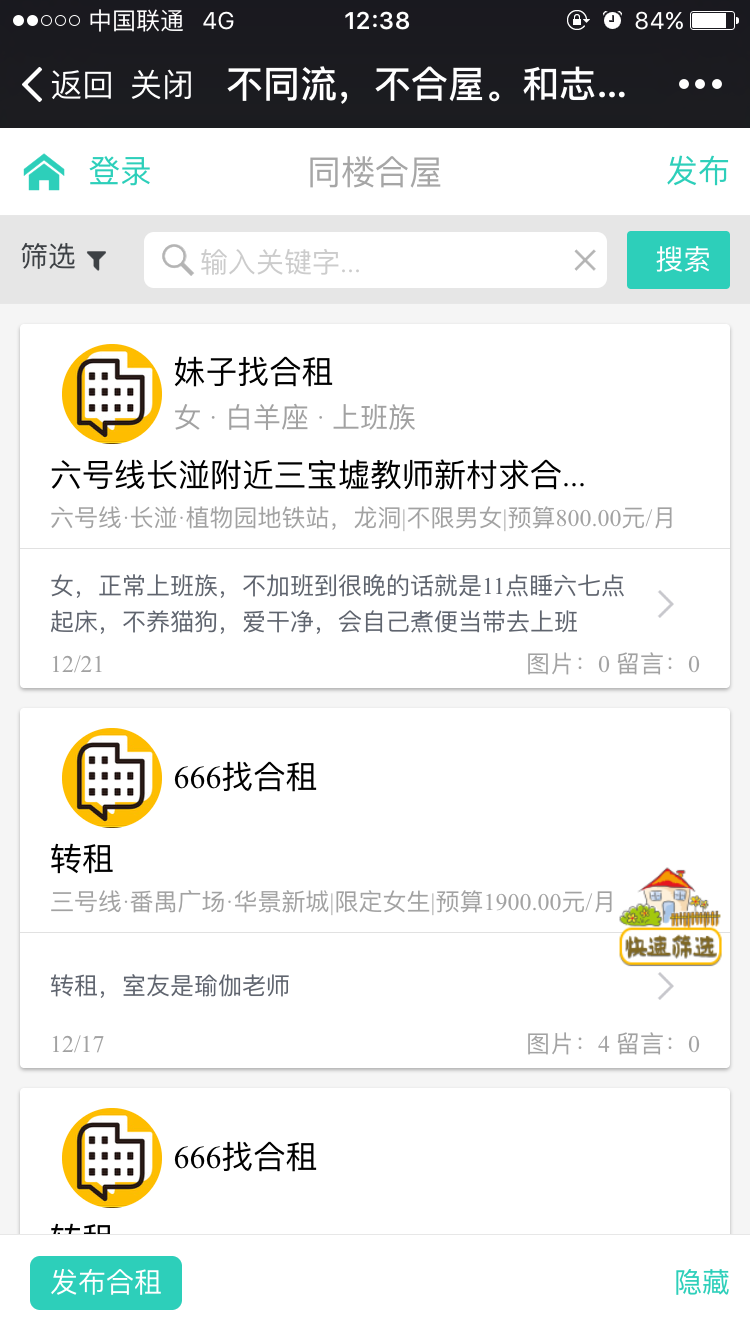 中国联通 4G 12:38 84%
返回 关闭 不同流，不合屋。和志...
登录 同楼合屋 发布
筛选 输入关键字... 搜索
妹子找合租
女 · 白羊座 · 上班族
六号线长湴附近三宝墟教师新村求合...
六号线·长湴·植物园地铁站，龙洞|不限男女|预算800.00元/月
女，正常上班族，不加班到很晚的话就是11点睡六七点
起床，不养猫狗，爱干净，会自己煮便当带去上班
12/21 图片：0 留言：0
666找合租
转租
三号线·番禺广场·华景新城|限定女生|预算1900.00元/月
快速筛选
转租，室友是瑜伽老师
12/17 图片：4 留言：0
666找合租
转租
发布合租 隐藏